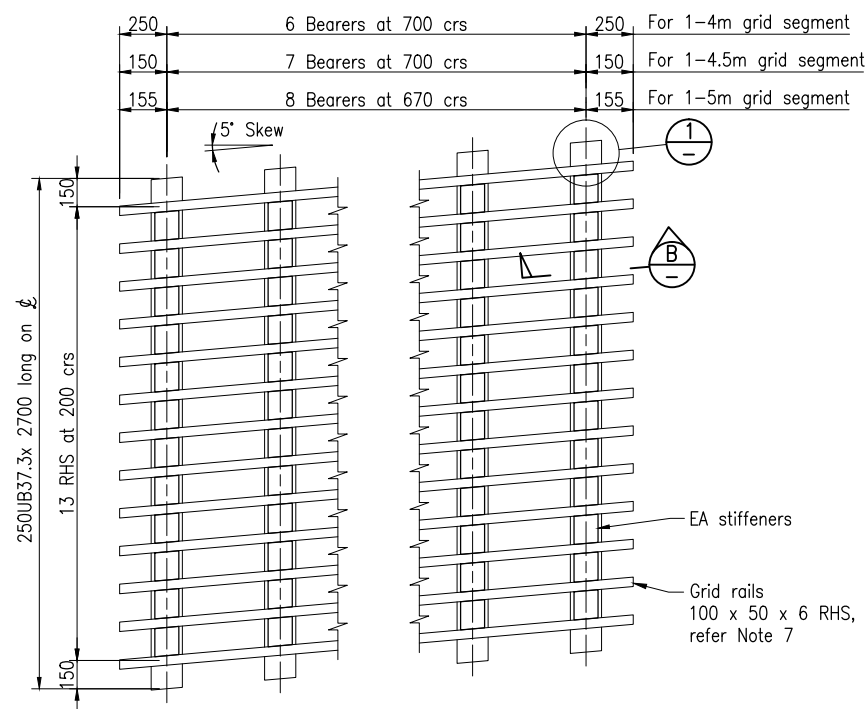 250 6 Bearers at 700 crs 250 For 1-4m grid segment
150 7 Bearers at 700 crs 150 For 1-4.5m grid segment
155 8 Bearers at 670 crs 155 For 1-5m grid segment
5° Skew
1
-
B
-
150
250UB37.3x 2700 long on ℄
13 RHS at 200 crs
150
EA stiffeners
Grid rails
100 x 50 x 6 RHS,
refer Note 7